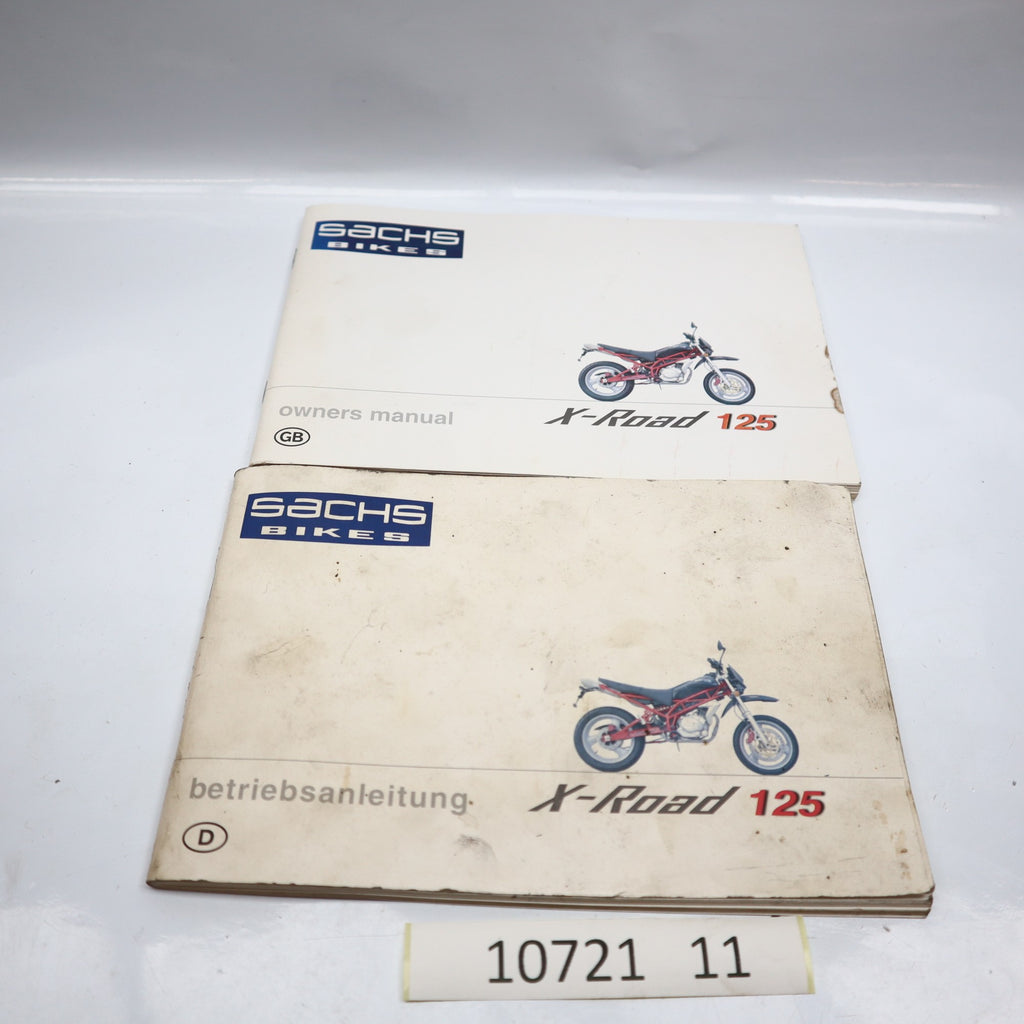 SACHS
BIKES
owners manual
X-Road 125
GB
SACHS
BIKES
betriebsanleitung
X-Road 125
D
10721 11